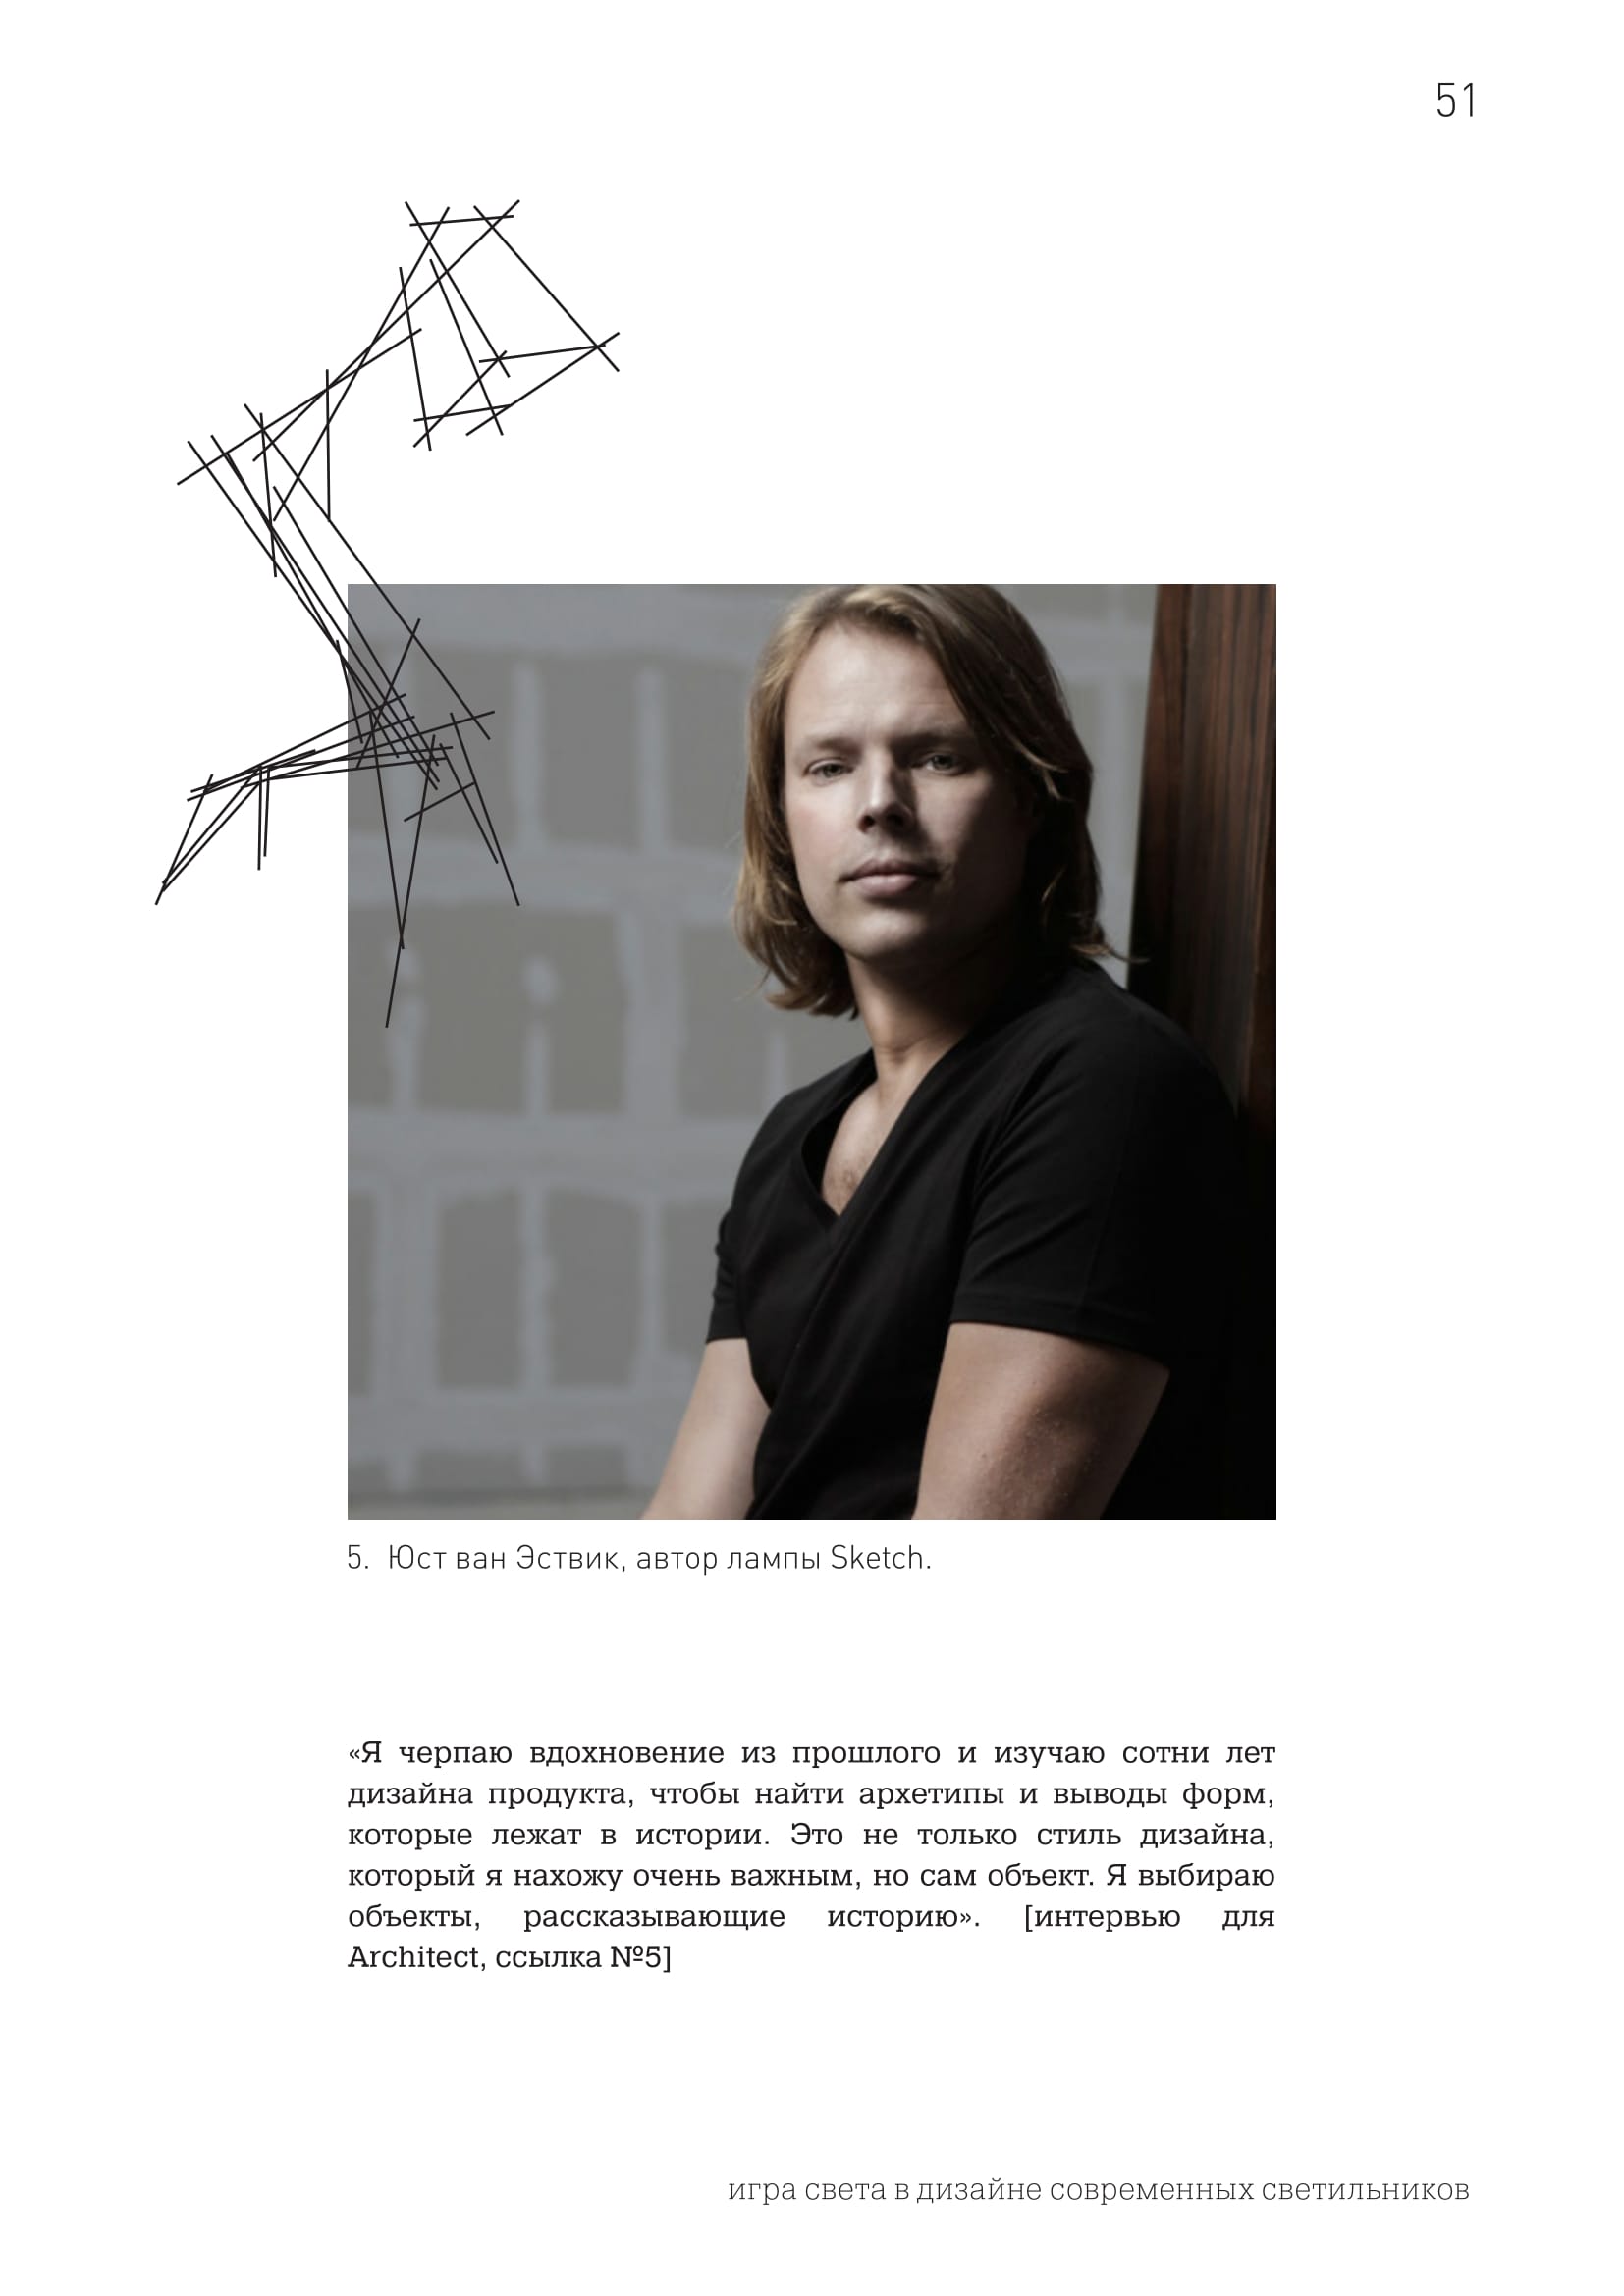 51
5. Юст ван Эствик, автор лампы Sketch.
«Я черпаю вдохновение из прошлого и изучаю сотни лет
дизайна продукта, чтобы найти архетипы и выводы форм,
которые лежат в истории. Это не только стиль дизайна,
который я нахожу очень важным, но сам объект. Я выбираю
объекты, рассказывающие историю». [интервью для
Architect, ссылка №5]
игра света в дизайне современных светильников